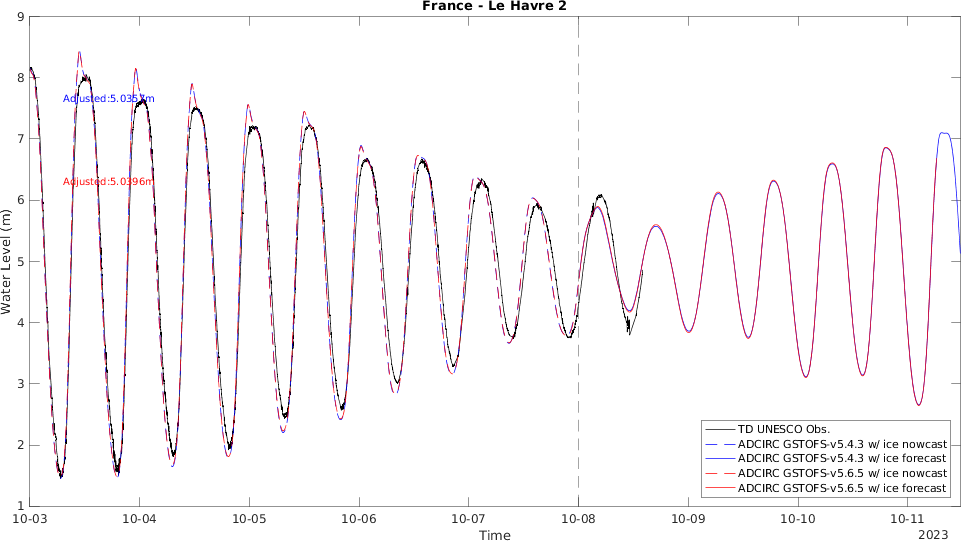 France - Le Havre 2
Water Level (m)
9
8
7
6
5
4
3
2
1
Adjusted:5.0357m
Adjusted:5.0396m
TD UNESCO Obs.
ADCIRC GSTOFS-v5.4.3 w/ ice nowcast
ADCIRC GSTOFS-v5.4.3 w/ ice forecast
ADCIRC GSTOFS-v5.6.5 w/ ice nowcast
ADCIRC GSTOFS-v5.6.5 w/ ice forecast
10-03 10-04 10-05 10-06 10-07 10-08 10-09 10-10 10-11
2023
Time